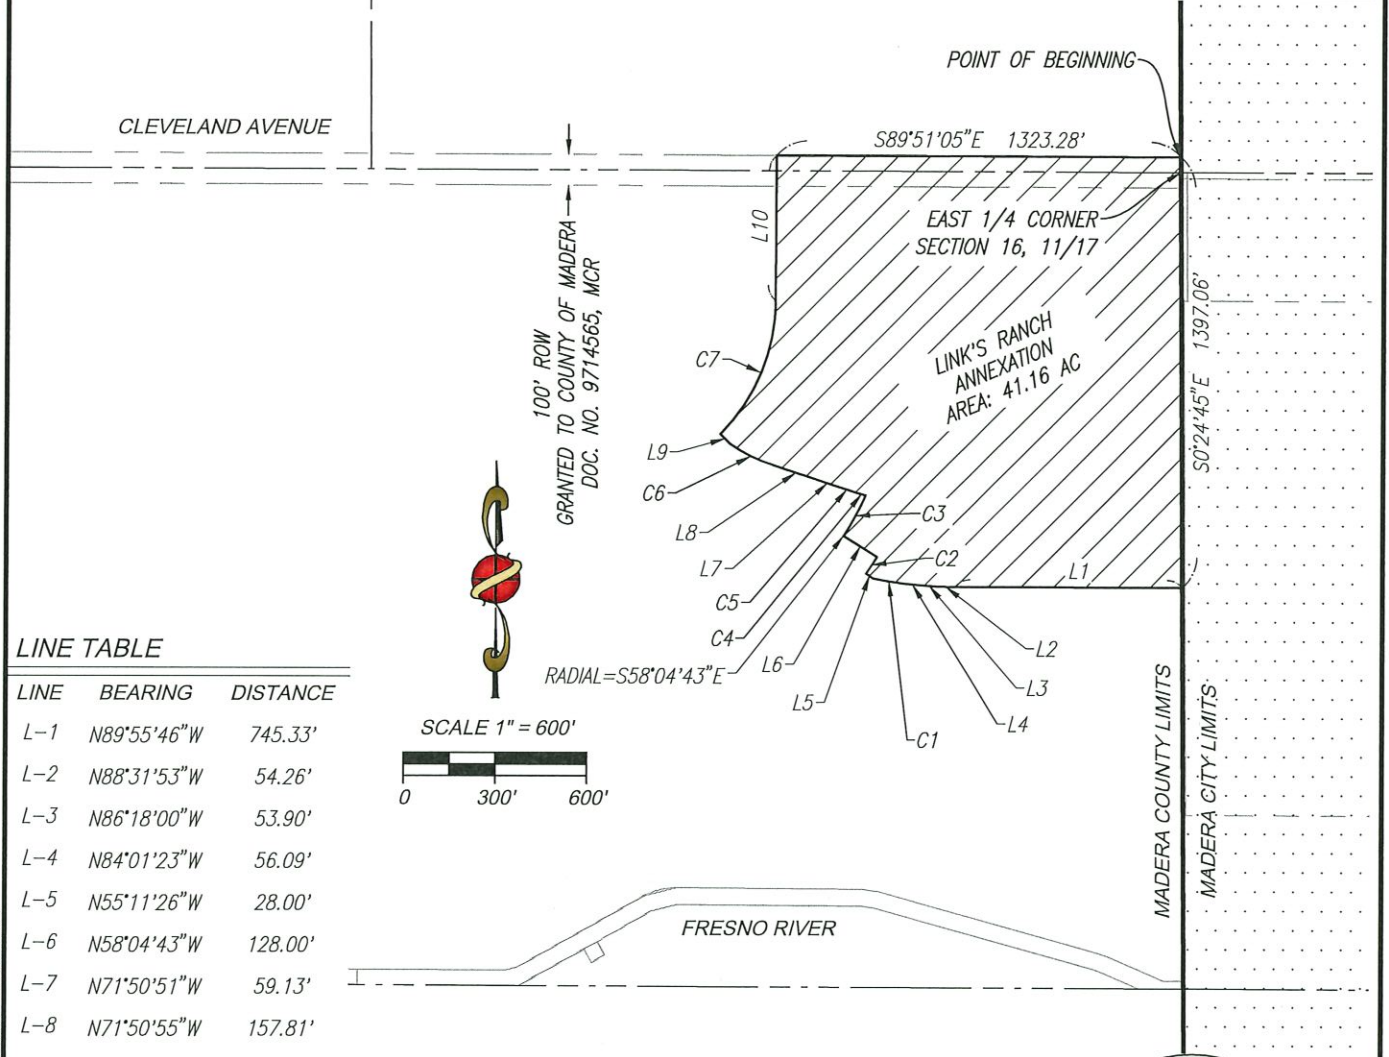 POINT OF BEGINNING
CLEVELAND AVENUE
S89°51'05"E 1323.28'
EAST 1/4 CORNER
SECTION 16, 11/17
L10
100' ROW
GRANTED TO COUNTY OF MADERA
DOC. NO. 9714565, MCR
LINK'S RANCH
ANNEXATION
AREA: 41.16 AC
S0°24'45"E 1397.06'
C7
L9
C6
L8
L7
C5
C4
RADIAL=S58°04'43"E
L6
L5
C3
C2
L1
L2
L3
L4
C1
SCALE 1" = 600'
0 300' 600'
MADERA COUNTY LIMITS
MADERA CITY LIMITS
FRESNO RIVER
LINE TABLE
LINE BEARING DISTANCE
L-1 N89°55'46"W 745.33'
L-2 N88°31'53"W 54.26'
L-3 N86°18'00"W 53.90'
L-4 N84°01'23"W 56.09'
L-5 N55°11'26"W 28.00'
L-6 N58°04'43"W 128.00'
L-7 N71°50'51"W 59.13'
L-8 N71°50'55"W 157.81'